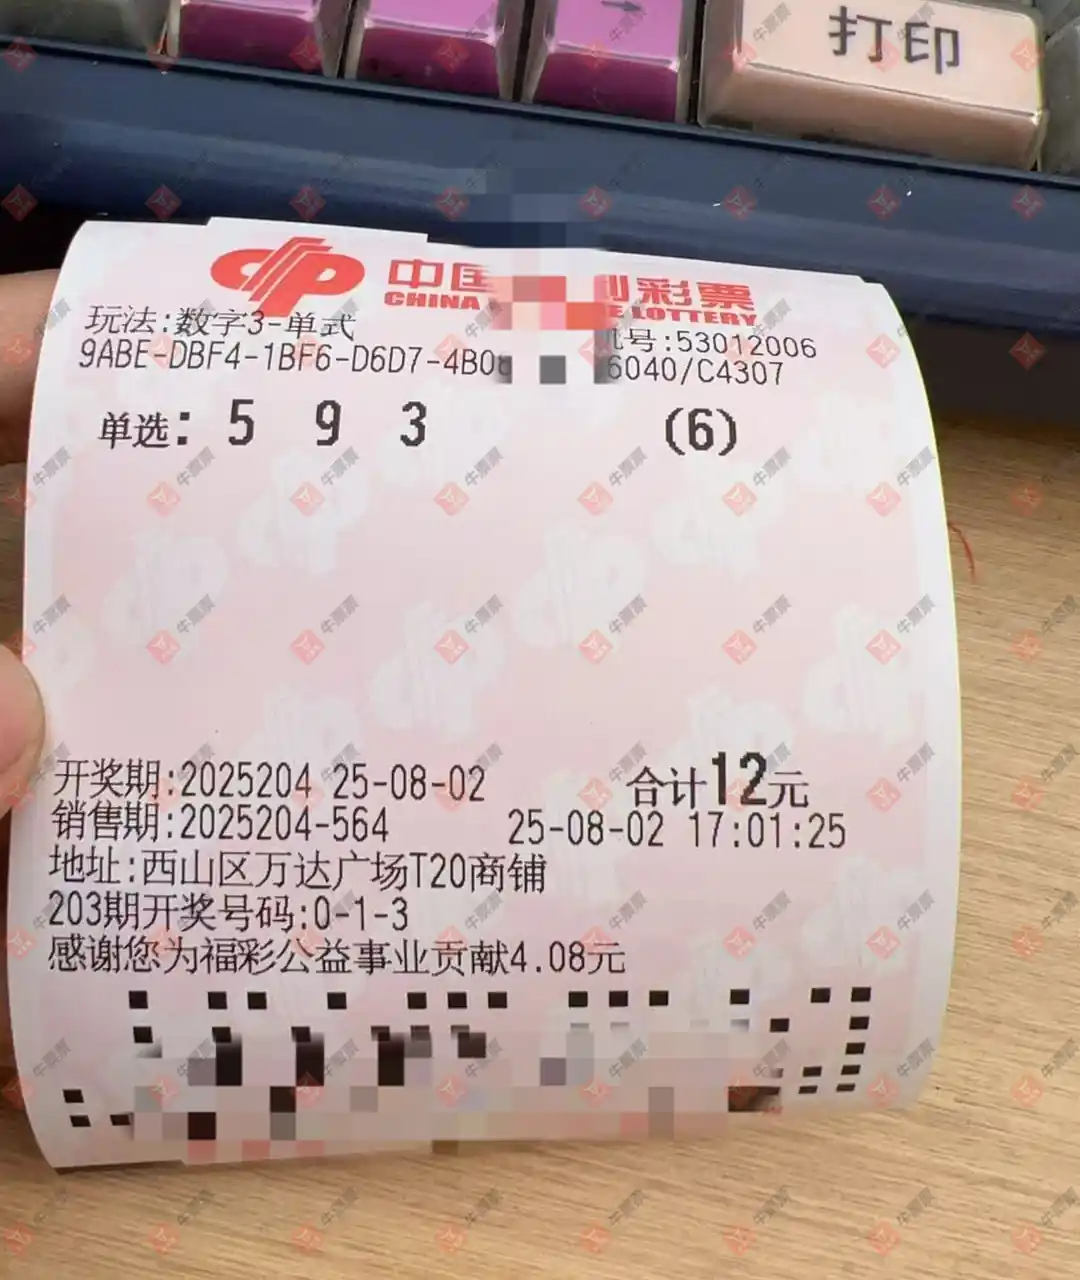 →
打印
中国 彩票
CHINA E LOTTERY
玩法:数字3-单式
机号:53012006
9ABE-DBF4-1BF6-D6D7-4B0 6040/C4307
单选: 5 9 3 (6)
开奖期:2025204 25-08-02 合计12元
销售期:2025204-564 25-08-02 17:01:25
地址:西山区万达广场T20商铺
203期开奖号码:0-1-3
感谢您为福彩公益事业贡献4.08元
牛票票